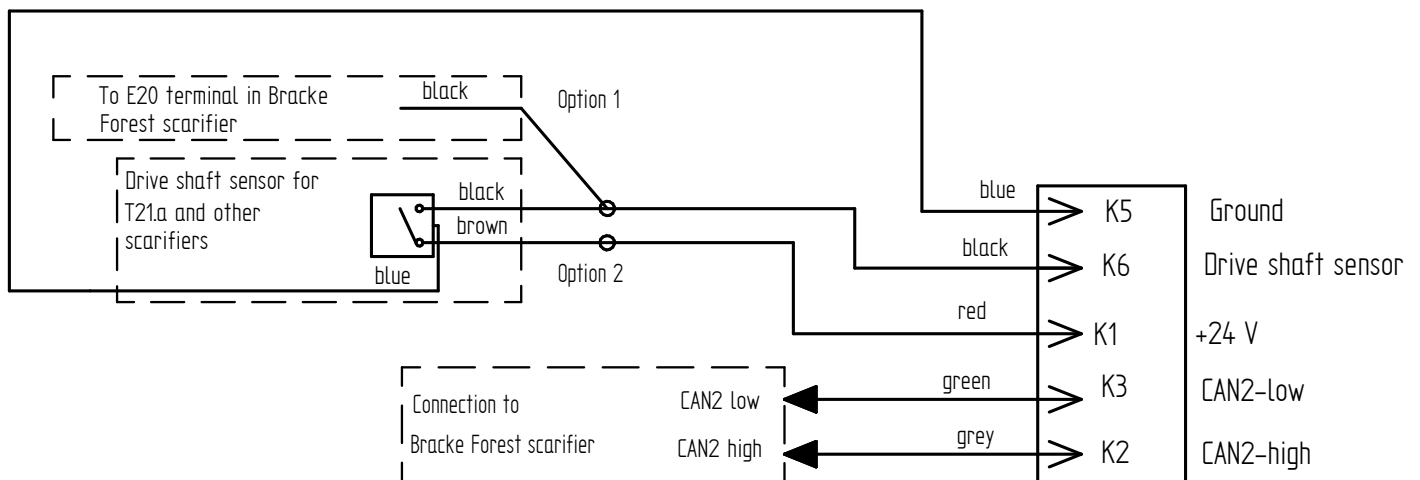 To E20 terminal in Bracke
Forest scarifier
black
Option 1
Drive shaft sensor for
T21.a and other
scarifiers
black
brown
blue
Option 2
blue
K5
Ground
black
K6
Drive shaft sensor
red
K1
+24 V
Connection to
Bracke Forest scarifier
CAN2 low
CAN2 high
green
K3
CAN2-low
grey
K2
CAN2-high